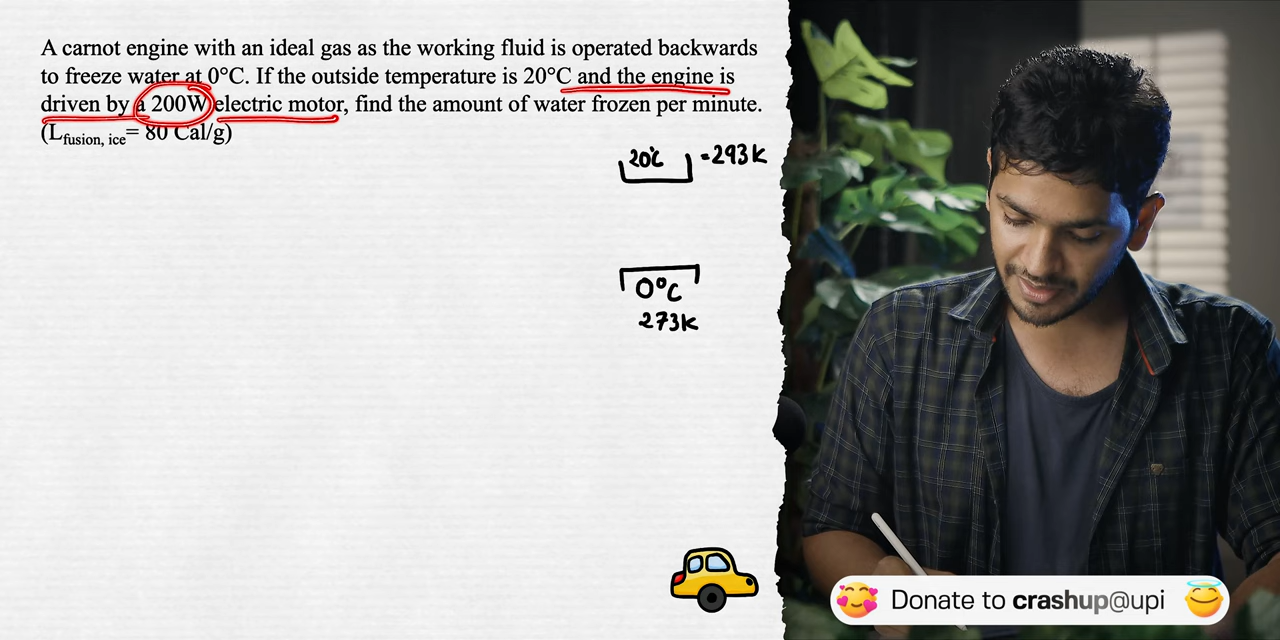 A carnot engine with an ideal gas as the working fluid is operated backwards
to freeze water at 0°C. If the outside temperature is 20°C and the engine is
driven by a 200W electric motor, find the amount of water frozen per minute.
(Lfusion, ice= 80 Cal/g)
20°C =293K
0°C
273K
Donate to crashup@upi